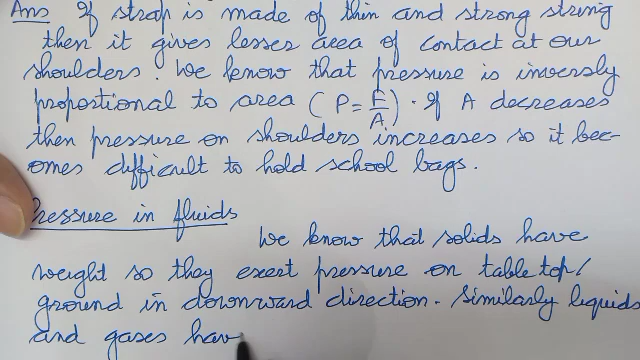 Ans If strap is made of thin and strong string
then it gives lesser area of contact at our
shoulders. We know that pressure is inversly
proportional to area (P = F/A). If A decreases
then pressure on shoulders increases so it bec-
omes difficult to hold school bags.
Pressure in fluids
We know that solids have
weight so they exert pressure on table top/
ground in downward direction. Similarly liquids
and gases hav